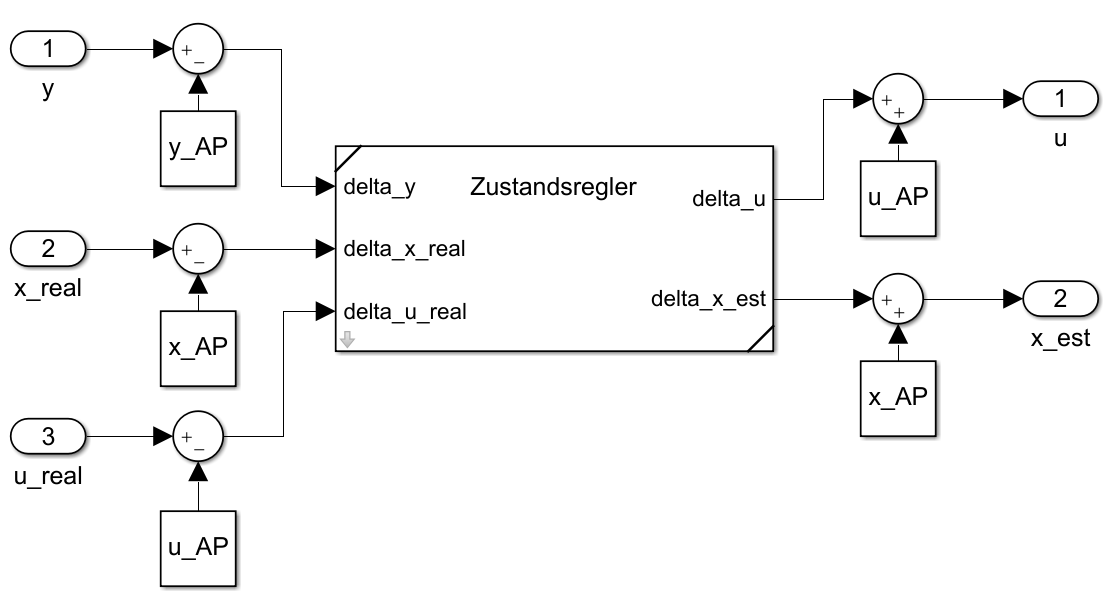 1
y
+
–
y_AP
2
x_real
+
–
x_AP
3
u_real
+
–
u_AP
Zustandsregler
delta_y
delta_x_real
delta_u_real
delta_u
delta_x_est
+
+
u_AP
1
u
+
+
x_AP
2
x_est